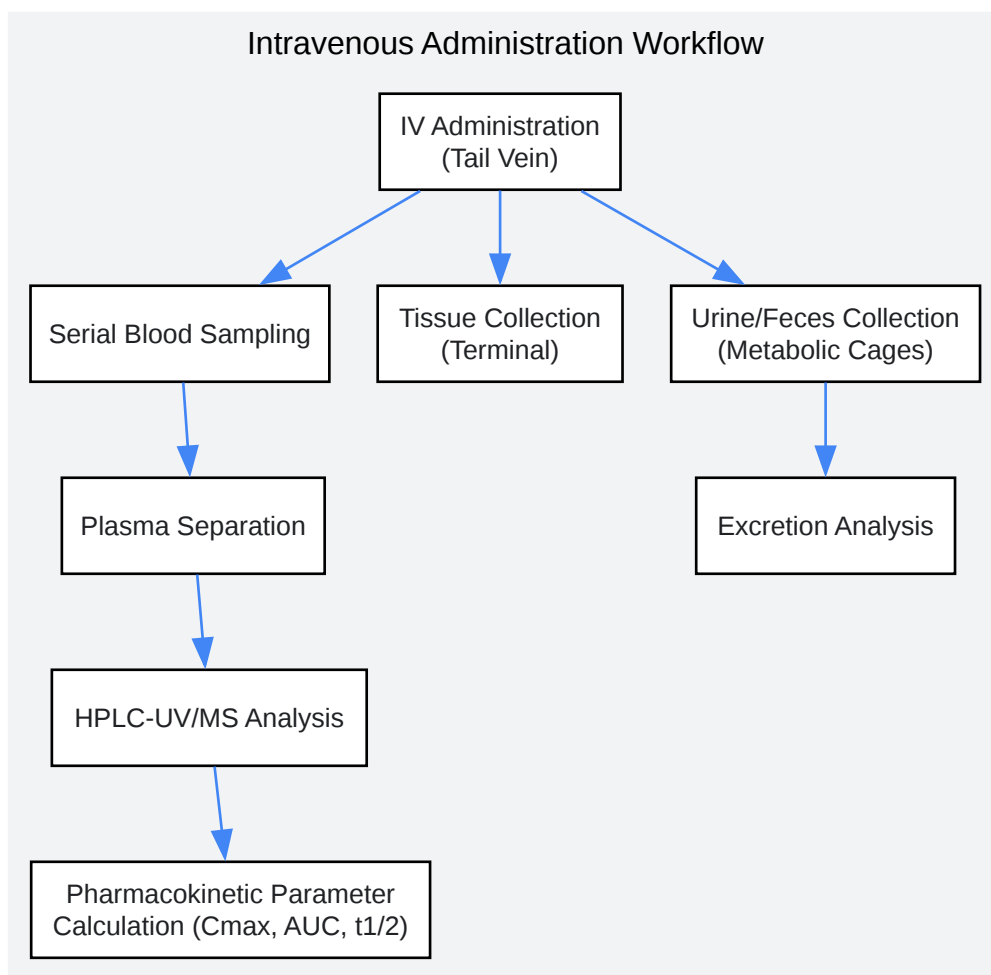 Intravenous Administration Workflow
IV Administration
(Tail Vein)
Serial Blood Sampling
Tissue Collection
(Terminal)
Urine/Feces Collection
(Metabolic Cages)
Plasma Separation
Excretion Analysis
HPLC-UV/MS Analysis
Pharmacokinetic Parameter
Calculation (Cmax, AUC, t1/2)